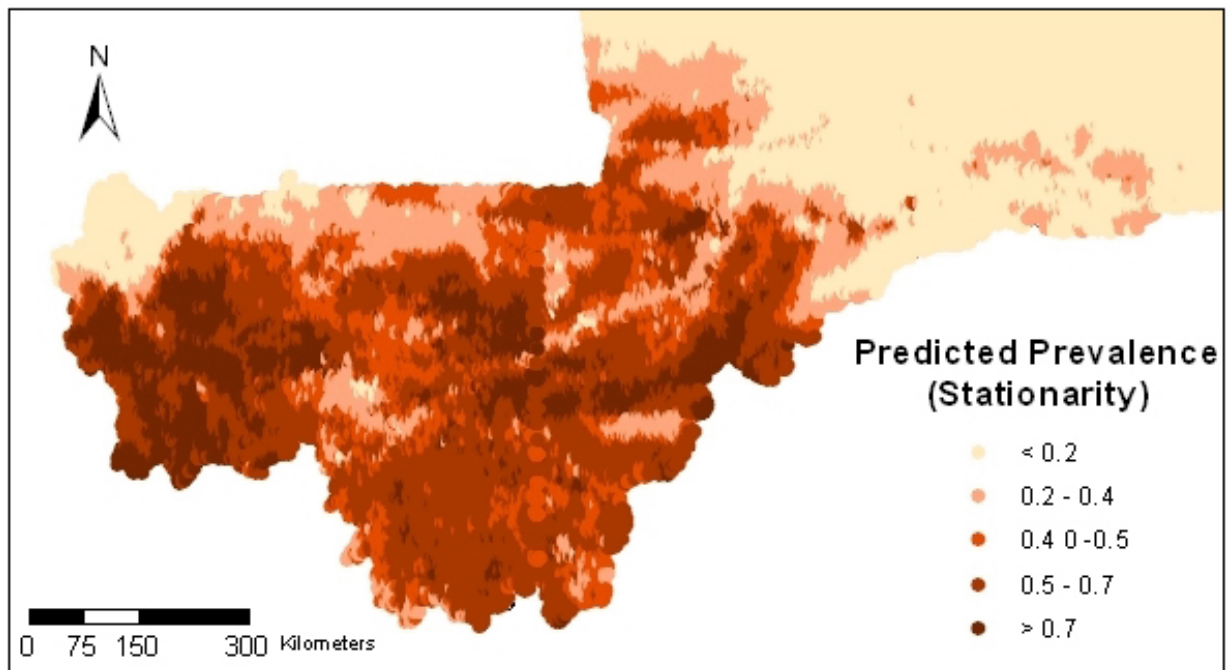 N
Predicted Prevalence
(Stationarity)
< 0.2
0.2 - 0.4
0.4 0 -0.5
0.5 - 0.7
> 0.7
0 75 150 300 Kilometers